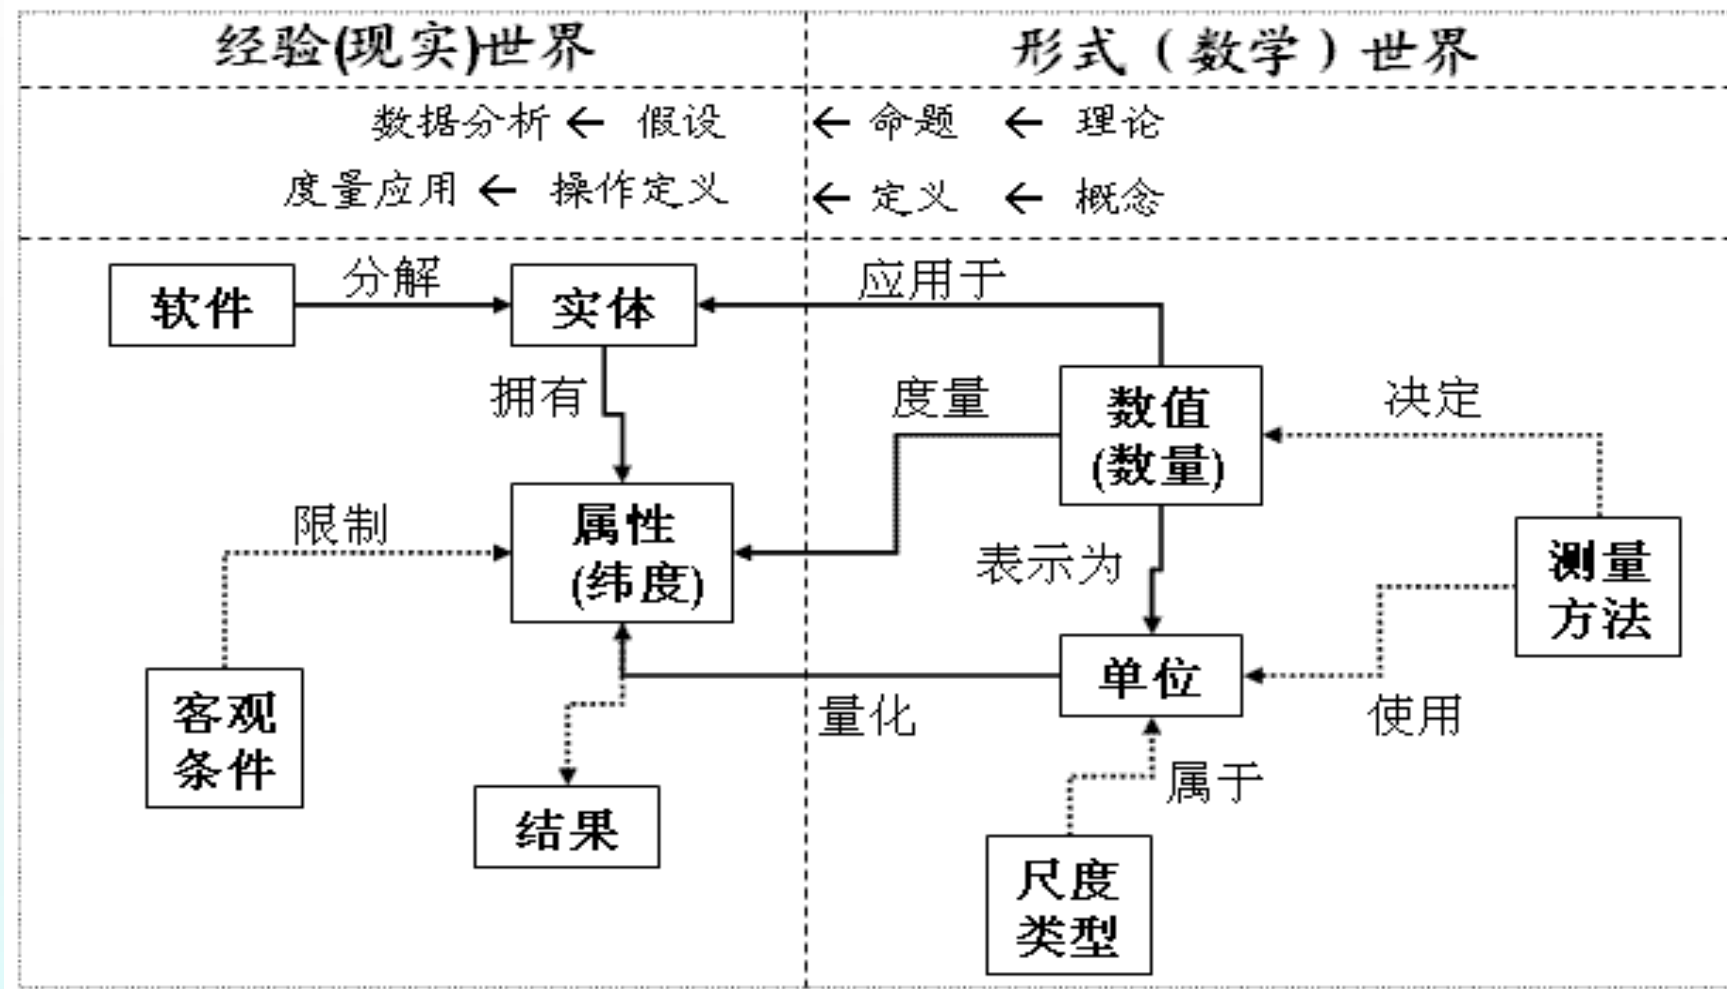 经验(现实)世界
形式（数学）世界
数据分析 ← 假设 ← 命题 ← 理论
度量应用 ← 操作定义 ← 定义 ← 概念
软件
分解
实体
应用于
拥有
数值
(数量)
度量
决定
属性
(纬度)
限制
表示为
测量
方法
客观
条件
单位
量化
使用
结果
属于
尺度
类型